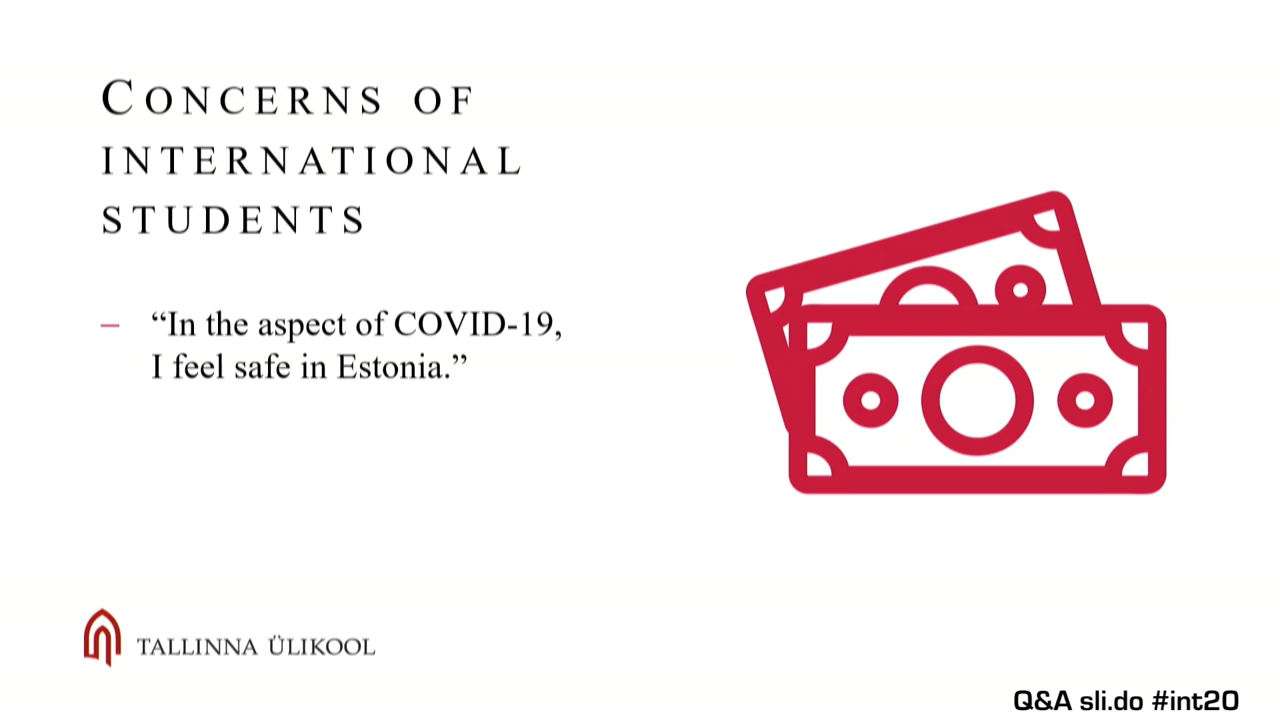 CONCERNS OF
INTERNATIONAL
STUDENTS
– “In the aspect of COVID-19,
I feel safe in Estonia.”
TALLINNA ÜLIKOOL
Q&A sli.do #int20